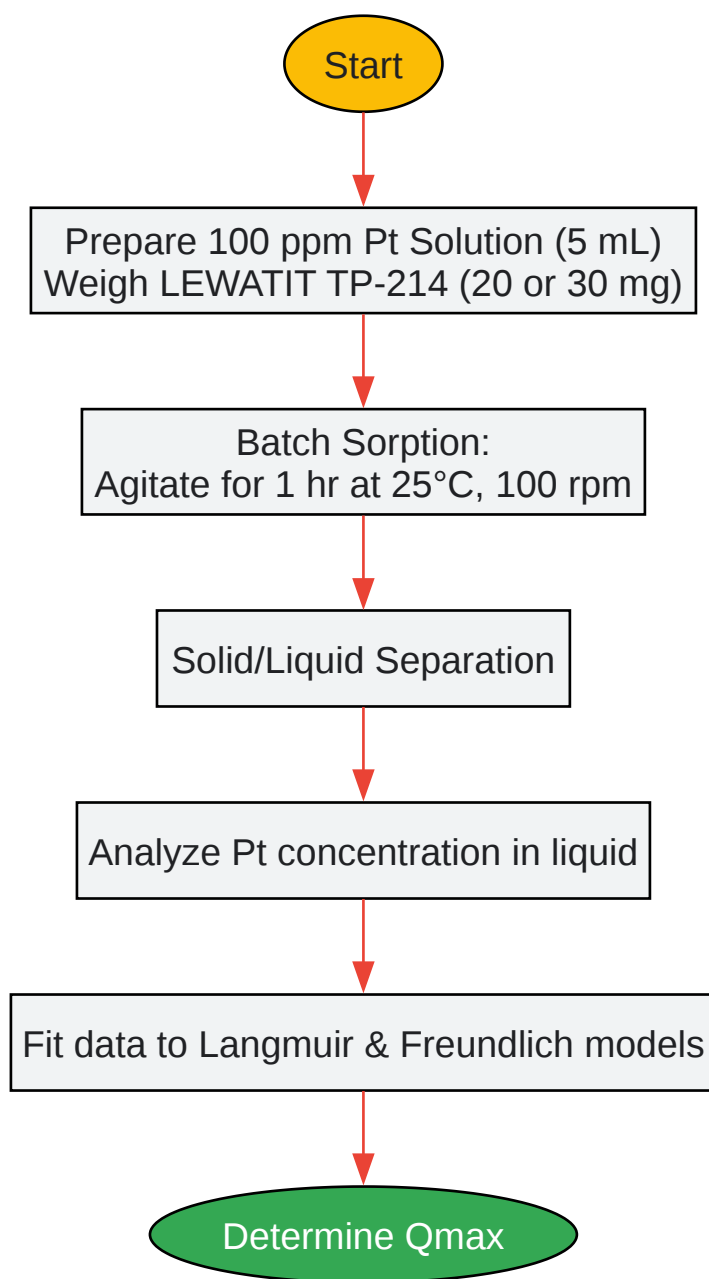 Start
Prepare 100 ppm Pt Solution (5 mL)
Weigh LEWATIT TP-214 (20 or 30 mg)
Batch Sorption:
Agitate for 1 hr at 25°C, 100 rpm
Solid/Liquid Separation
Analyze Pt concentration in liquid
Fit data to Langmuir & Freundlich models
Determine Qmax